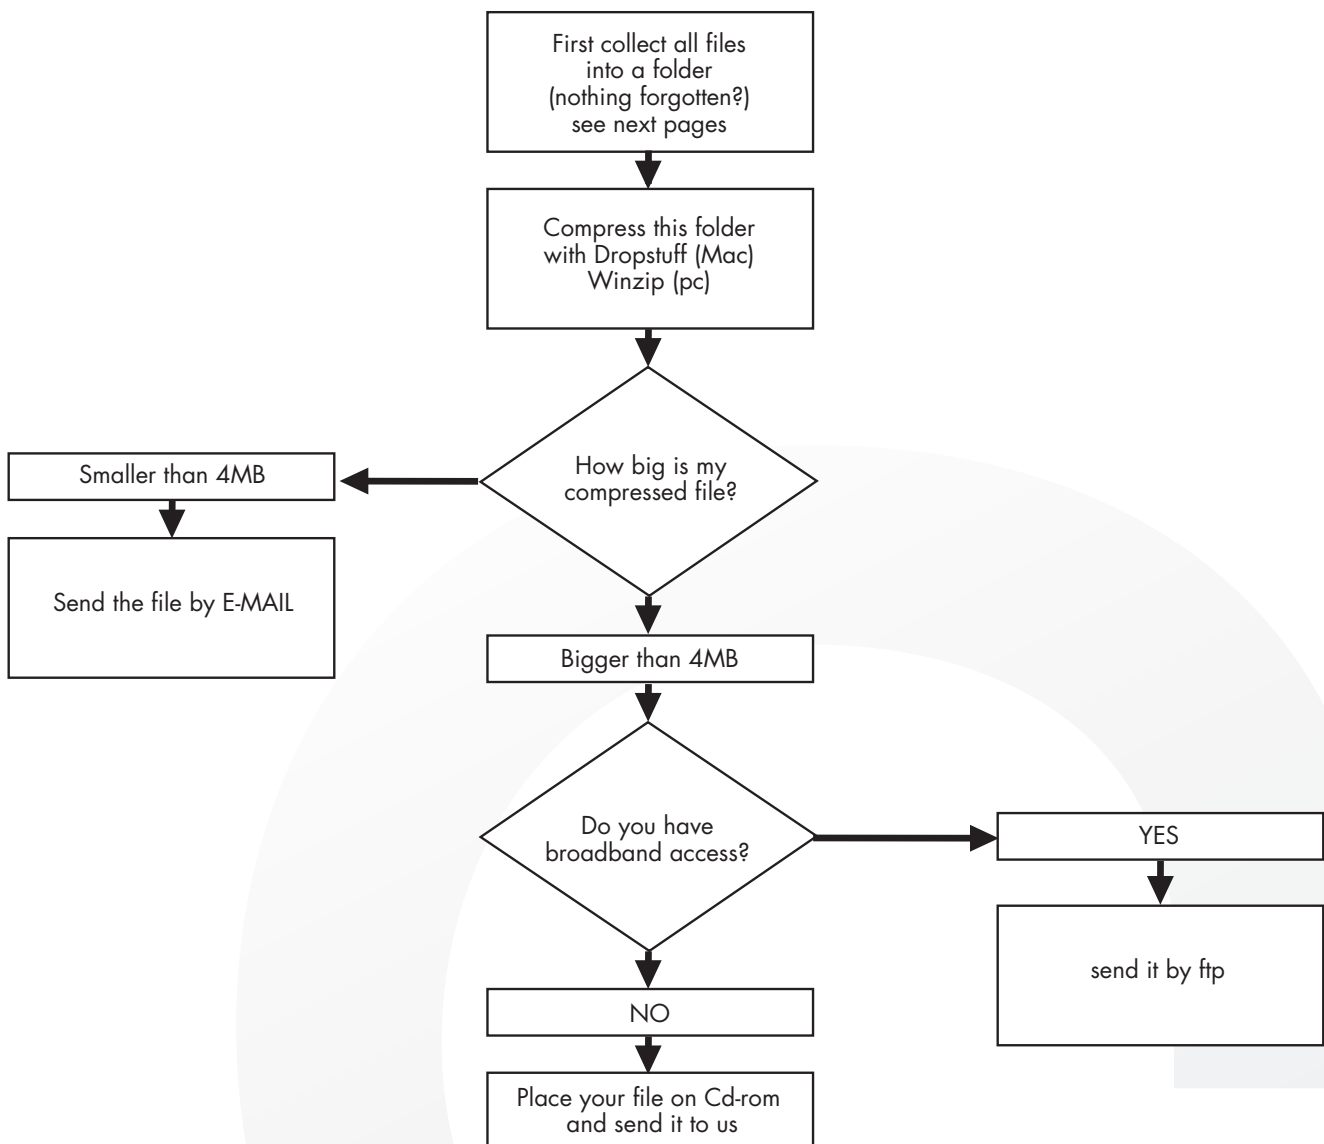 First collect all files
into a folder
(nothing forgotten?)
see next pages
Compress this folder
with Dropstuff (Mac)
Winzip (pc)
How big is my
compressed file?
Smaller than 4MB
Send the file by E-MAIL
Bigger than 4MB
Do you have
broadband access?
YES
send it by ftp
NO
Place your file on Cd-rom
and send it to us